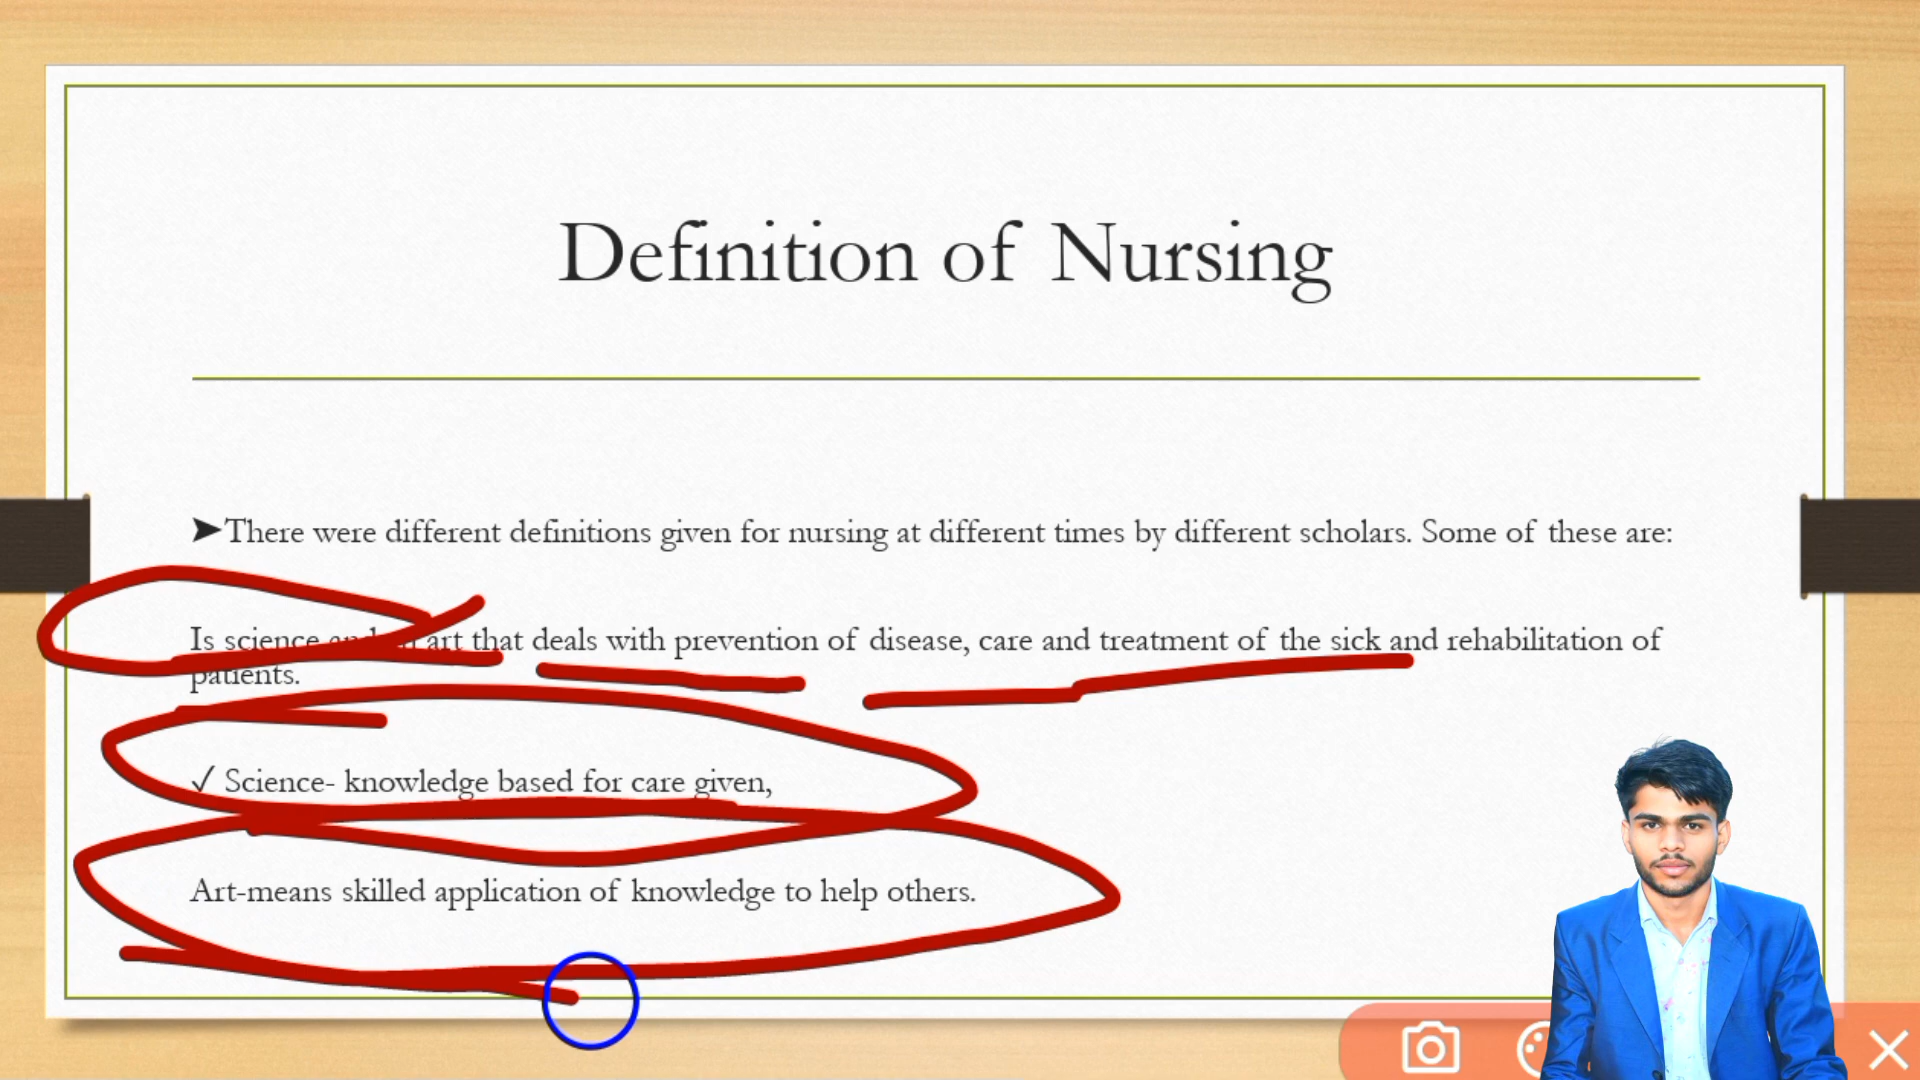 Definition of Nursing
➤There were different definitions given for nursing at different times by different scholars. Some of these are:
Is science and an art that deals with prevention of disease, care and treatment of the sick and rehabilitation of
patients.
✓ Science- knowledge based for care given,
Art-means skilled application of knowledge to help others.